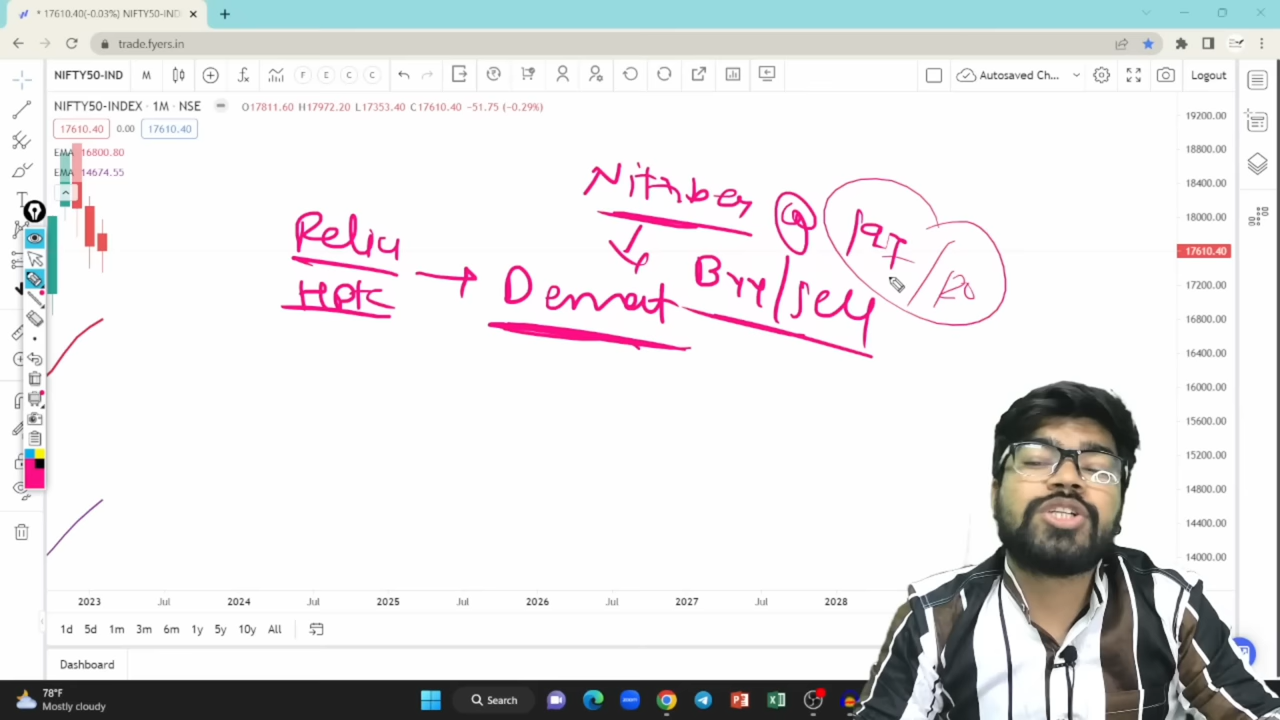 * 17610.40(-0.03%) WINDOW
trade.fyers.in
NIFTY50-IND M F E C C Autosaved Ch... Logout
NIFTY50-INDEX · 1M · NSE O17811.60 H17972.20 L17353.40 C17610.40 −51.75 (−0.29%)
17610.40 0.00 17610.40
EMA 16800.80
EMA 14674.55
19200.00
18800.00
18400.00
18000.00
17610.40
17200.00
16800.00
16400.00
16000.00
15600.00
15200.00
14800.00
14400.00
14000.00
Reliy
Demat Buy/sell
2023 Jul 2024 Jul 2025 Jul 2026 Jul 2027 Jul 2028
1d 5d 1m 3m 6m 1y 5y 10y All
Dashboard
78°F
Mostly cloudy
Search